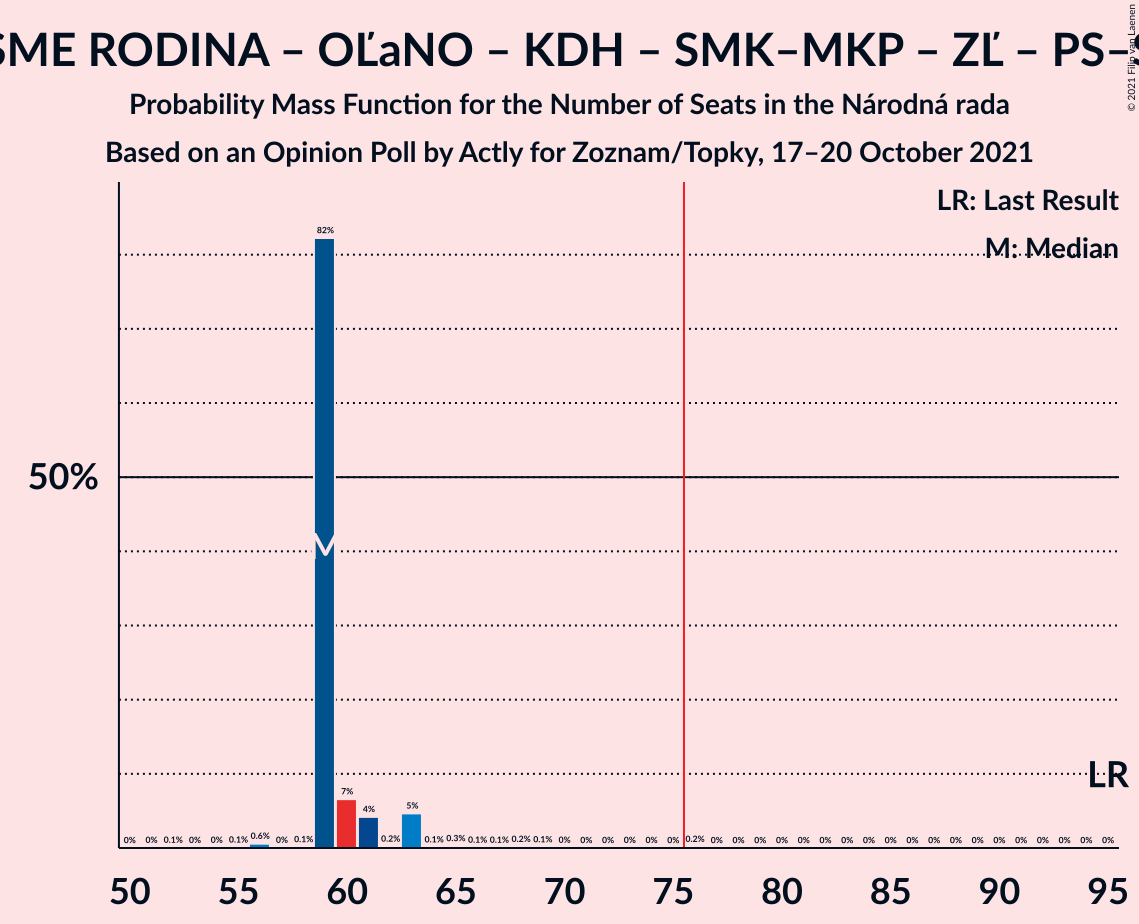 SME RODINA – OĽaNO – KDH – SMK–MKP – ZĽ – PS–S
© 2021 Filip van Laenen
Probability Mass Function for the Number of Seats in the Národná rada
Based on an Opinion Poll by Actly for Zoznam/Topky, 17–20 October 2021
LR: Last Result
M: Median
82%
50%
M
LR
7%
4%
5%
0% 0% 0.1% 0% 0% 0.1% 0.6% 0% 0.1% 0.2% 0.1% 0.3% 0.1% 0.1% 0.2% 0.1% 0% 0% 0% 0% 0% 0% 0.2% 0% 0% 0% 0% 0% 0% 0% 0% 0% 0% 0% 0% 0% 0% 0% 0% 0% 0% 0%
50 55 60 65 70 75 80 85 90 95